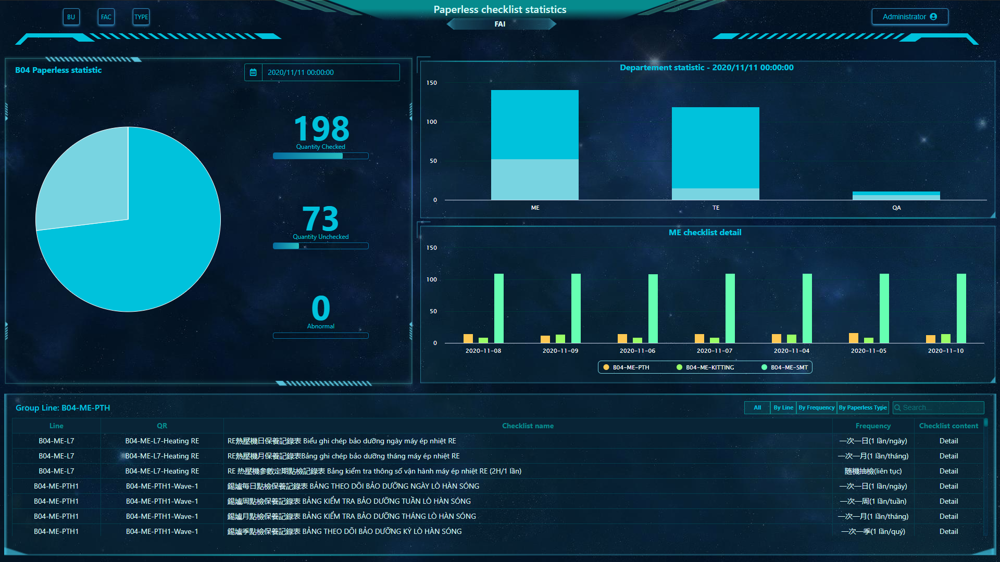 BU FAC TYPE
Paperless checklist statistics
FAI
Administrator
B04 Paperless statistic
2020/11/11 00:00:00
198
Quantity Checked
73
Quantity Unchecked
0
Abnormal
Departement statistic - 2020/11/11 00:00:00
150
100
50
0
ME TE QA
ME checklist detail
150
100
50
0
2020-11-08 2020-11-09 2020-11-06 2020-11-07 2020-11-04 2020-11-05 2020-11-10
B04-ME-PTH B04-ME-KITTING B04-ME-SMT
Group Line: B04-ME-PTH
All By Line By Frequency By Paperless Type Search...
Line QR Checklist name Frequency Checklist content
B04-ME-L7 B04-ME-L7-Heating RE RE熱壓機日保養記錄表 Biểu ghi chép bảo dưỡng ngày máy ép nhiệt RE 一次一日(1 lần/ngày) Detail
B04-ME-L7 B04-ME-L7-Heating RE RE熱壓機月保養記錄表Bảng ghi chép bảo dưỡng tháng máy ép nhiệt RE 一次一月(1 lần/tháng) Detail
B04-ME-L7 B04-ME-L7-Heating RE RE 热壓機參數定期點檢記錄表 Bảng kiểm tra thông số vận hành máy ép nhiệt RE (2H/1 lần) 随機抽檢(liên tục) Detail
B04-ME-PTH1 B04-ME-PTH1-Wave-1 錫爐每日點檢保養記錄表 BẢNG THEO DÕI BẢO DƯỠNG NGÀY LÒ HÀN SÓNG 一次一日(1 lần/ngày) Detail
B04-ME-PTH1 B04-ME-PTH1-Wave-1 錫爐周點檢保養記錄表 BẢNG KIỂM TRA BẢO DƯỠNG TUẦN LÒ HÀN SÓNG 一次一周(1 lần/tuần) Detail
B04-ME-PTH1 B04-ME-PTH1-Wave-1 錫爐月點檢保養記錄表 BẢNG KIỂM TRA BẢO DƯỠNG THÁNG LÒ HÀN SÓNG 一次一月(1 lần/tháng) Detail
B04-ME-PTH1 B04-ME-PTH1-Wave-1 錫爐季點檢保養記錄表 BẢNG THEO DÕI BẢO DƯỠNG KỲ LÒ HÀN SÓNG 一次一季(1 lần/quý) Detail